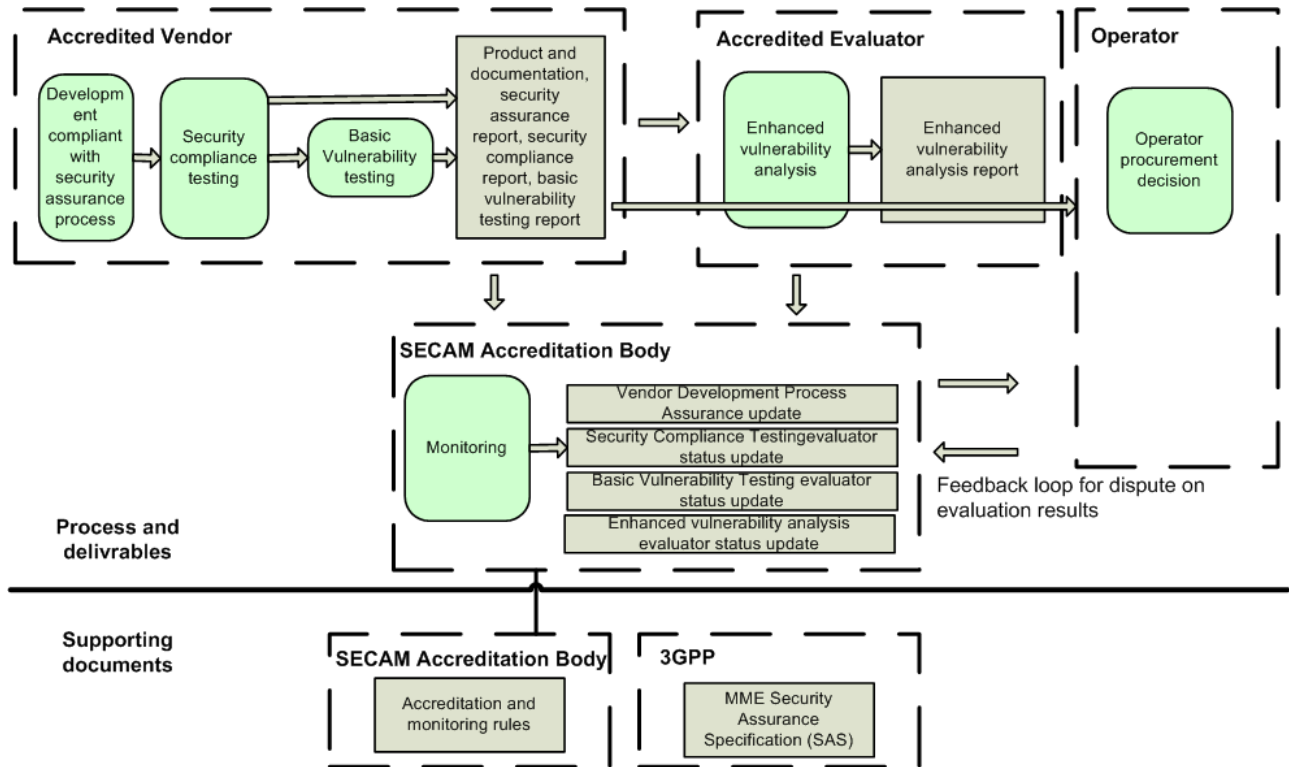 Accredited Vendor
Developm
ent
compliant
with
security
assurance
process
Security
compliance
testing
Basic
Vulnerability
testing
Product and
documentation,
security
assurance
report, security
compliance
report, basic
vulnerability
testing report
Accredited Evaluator
Enhanced
vulnerability
analysis
Enhanced
vulnerability
analysis report
Operator
Operator
procurement
decision
SECAM Accreditation Body
Monitoring
Vendor Development Process
Assurance update
Security Compliance Testingevaluator
status update
Basic Vulnerability Testing evaluator
status update
Enhanced vulnerability analysis
evaluator status update
Feedback loop for dispute on
evaluation results
Process and
delivrables
Supporting
documents
SECAM Accreditation Body
Accreditation and
monitoring rules
3GPP
MME Security
Assurance
Specification (SAS)